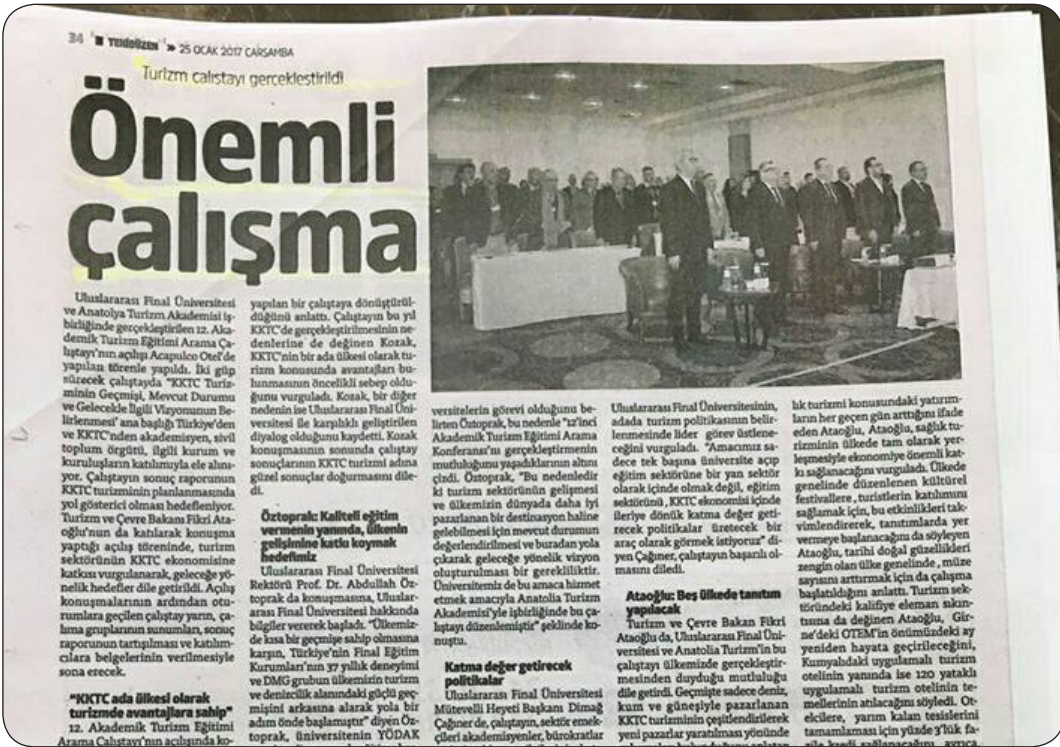 34 YENİDÜZEN 25 OCAK 2017 ÇARŞAMBA
Turizm çalıştayı gerçekleştirildi
Önemli
çalışma
Uluslararası Final Üniversitesi
ve Anatolya Turizm Akademisi iş-
birliğinde gerçekleştirilen 12. Aka-
demik Turizm Eğitimi Arama Ça-
lıştayı'nın açılışı Acapulco Otel'de
yapılan törenle yapıldı. İki gün
sürecek çalıştayda "KKTC Turiz-
minin Geçmişi, Mevcut Durumu
ve Gelecekle İlgili Vizyonunun Be-
lirlenmesi' ana başlığı Türkiye'den
ve KKTC'nden akademisyen, sivil
toplum örgütü, ilgili kurum ve
kuruluşların katılımıyla ele alını-
yor. Çalıştayın sonuç raporunun
KKTC turizminin planlanmasında
yol gösterici olması hedefleniyor.
Turizm ve Çevre Bakanı Fikri Ata-
oğlu'nun da katılarak konuşma
yaptığı açılış töreninde, turizm
sektörünün KKTC ekonomisine
katkısı vurgulanarak, geleceğe yö-
nelik hedefler dile getirildi. Açılış
konuşmalarının ardından otu-
rumlara geçilen çalıştay yarın, ça-
lıma gruplarının sunumları, sonuç
raporunun tartışılması ve katılım-
cılara belgelerinin verilmesiyle
sona erecek.
"KKTC ada ülkesi olarak
turizmde avantajlara sahip"
12. Akademik Turizm Eğitimi
Arama Çalıştayı'nın açılışında ko-
yapılan bir çalıştaya dönüştürül-
düğünü anlattı. Çalıştayın bu yıl
KKTC'de gerçekleştirilmesinin ne-
denlerine de değinen Kozak,
KKTC'nin bir ada ülkesi olarak tu-
rizm konusunda avantajları bu-
lunmasının öncelikli sebep oldu-
ğunu vurguladı. Kozak, bir diğer
nedenin ise Uluslararası Final Üni-
versitesi ile karşılıklı geliştirilen
diyalog olduğunu kaydetti. Kozak
konuşmasının sonunda çalıştay
sonuçlarının KKTC turizmi adına
güzel sonuçlar doğurmasını dile-
di.
Öztoprak: Kaliteli eğitim
vermenin yanında, ülkenin
gelişimine katkı koymak
hedefimiz
Uluslararası Final Üniversitesi
Rektörü Prof. Dr. Abdullah Öz-
toprak da konuşmasına, Uluslar-
arası Final Üniversitesi hakkında
bilgiler vererek başladı. "Ülkemiz-
de kısa bir geçmişe sahip olmasına
karşın, Türkiye'nin Final Eğitim
Kurumları'nın 37 yıllık deneyimi
ve DMG grubun ülkemizin turizm
ve denizcilik alanındaki güçlü geç-
mişini arkasına alarak yola bir
adım önde başlamıştır" diyen Öz-
toprak, üniversitenin YÖDAK
versitelerin görevi olduğunu be-
lirten Öztoprak, bu nedenle "12'inci
Akademik Turizm Eğitimi Arama
Konferansı'nı gerçekleştirmenin
mutluluğunu yaşadıklarının altını
çizdi. Öztoprak, "Bu nedenledir
ki turizm sektörünün gelişmesi
ve ülkemizin dünyada daha iyi
pazarlanan bir destinasyon haline
gelebilmesi için mevcut durumun
değerlendirilmesi ve buradan yola
çıkarak geleceğe yönelik vizyon
oluşturulması bir gerekliliktir.
Üniversitemiz de bu amaca hizmet
etmek amacıyla Anatolia Turizm
Akademisi'yle işbirliğinde bu ça-
lıştayı düzenlemiştir" şeklinde ko-
nuştu.
Katma değer getirecek
politikalar
Uluslararası Final Üniversitesi
Mütevelli Heyeti Başkanı Dimağ
Çağıner de, çalıştayın, sektör emek-
çileri akademisyenler, bürokratlar
Uluslararası Final Üniversitesinin,
adada turizm politikasının belir-
lenmesinde lider görev üstlene-
ceğini vurguladı. "Amacımız sa-
dece tek başına üniversite açıp
eğitim sektörüne bir yan sektör
olarak içinde olmak değil, eğitim
sektörünü, KKTC ekonomisi içinde
ileriye dönük katma değer geti-
recek politikalar üretecek bir
araç olarak görmek istiyoruz" di-
yen Çağıner, çalıştayın başarılı ol-
masını diledi.
Ataoğlu: Beş ülkede tanıtım
yapılacak
Turizm ve Çevre Bakan Fikri
Ataoğlu da, Uluslararası Final Üni-
versitesi ve Anatolia Turizm'in bu
çalıştayı ülkemizde gerçekleştir-
mesinden duyduğu mutluluğu
dile getirdi. Geçmişte sadece deniz,
kum ve güneşiyle pazarlanan
KKTC turizminin çeşitlendirilerek
yeni pazarlar yaratılması yönünde
lık turizmi konusundaki yatırım-
ların her geçen gün arttığını ifade
eden Ataoğlu, Ataoğlu, sağlık tu-
rizminin ülkede tam olarak yer-
leşmesiyle ekonomiye önemli kat-
kı sağlanacağını vurguladı. Ülkede
genelinde düzenlenen kültürel
festivallere, turistlerin katılımını
sağlamak için, bu etkinlikleri tak-
vimlendirerek, tanıtımlarda yer
vermeye başlanacağını da söyleyen
Ataoğlu, tarihi doğal güzellikleri
zengin olan ülke genelinde, müze
sayısını arttırmak için da çalışma
başlatıldığını anlattı. Turizm sek-
töründeki kalifiye eleman sıkın-
tısına da değinen Ataoğlu, Gir-
ne'deki OTEM'in önümüzdeki ay
yeniden hayata geçirileceğini,
Kumyalıdaki uygulamalı turizm
otelinin yanında ise 120 yataklı
uygulamalı turizm otelinin te-
mellerinin atılacağını söyledi. Ot-
elcilere, yarım kalan tesislerini
tamamlaması için yüzde 3'lük fa-